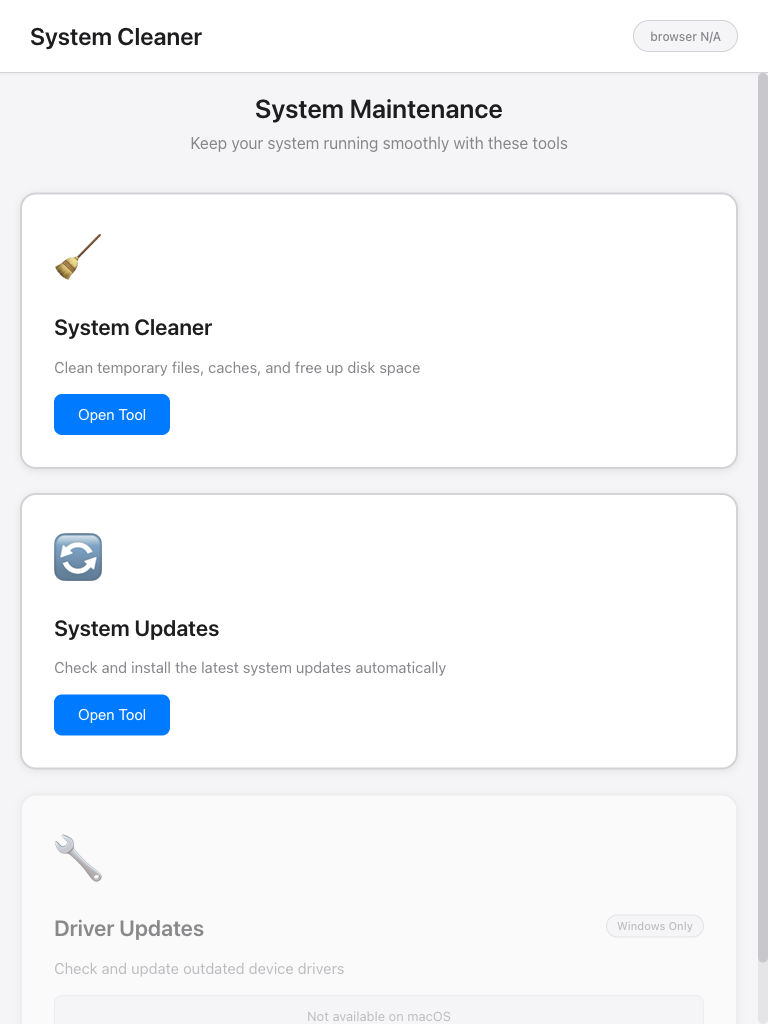 System Cleaner
browser N/A
System Maintenance
Keep your system running smoothly with these tools
System Cleaner
Clean temporary files, caches, and free up disk space
Open Tool
System Updates
Check and install the latest system updates automatically
Open Tool
Driver Updates
Windows Only
Check and update outdated device drivers
Not available on macOS